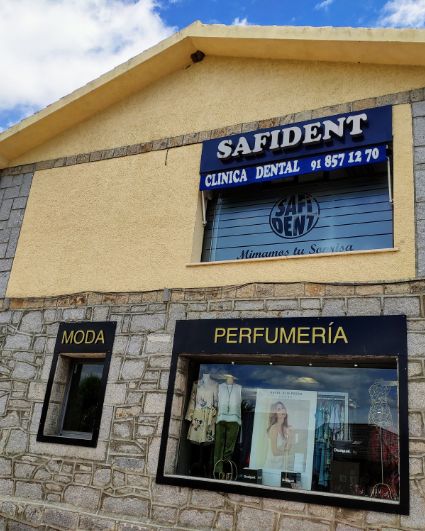 SAFIDENT
CLINICA DENTAL 91 857 12 70
SAFI
DENT
Mimamos tu Sonrisa
MODA
PERFUMERÍA